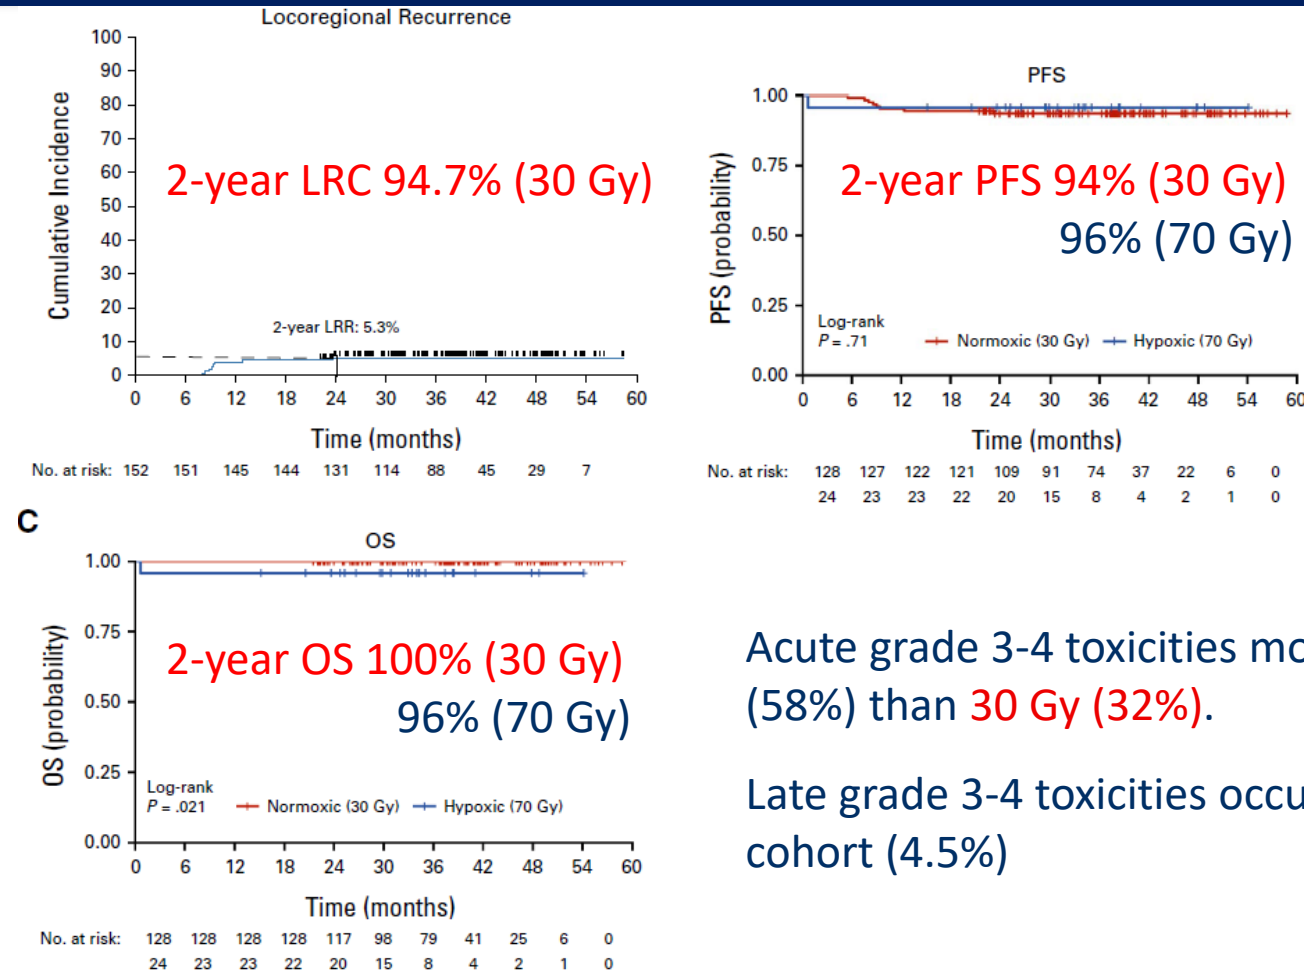 Locoregional Recurrence
Cumulative Incidence
100
90
80
70
60
50
40
30
20
10
0
2-year LRC 94.7% (30 Gy)
2-year LRR: 5.3%
0 6 12 18 24 30 36 42 48 54 60
Time (months)
No. at risk: 152 151 145 144 131 114 88 45 29 7
PFS
PFS (probability)
1.00
0.75
0.50
0.25
0.00
2-year PFS 94% (30 Gy)
96% (70 Gy)
Log-rank
P = .71
Normoxic (30 Gy) Hypoxic (70 Gy)
0 6 12 18 24 30 36 42 48 54 60
Time (months)
No. at risk: 128 127 122 121 109 91 74 37 22 6 0
24 23 23 22 20 15 8 4 2 1 0
C
OS
OS (probability)
1.00
0.75
0.50
0.25
0.00
2-year OS 100% (30 Gy)
96% (70 Gy)
Log-rank
P = .021
Normoxic (30 Gy) Hypoxic (70 Gy)
0 6 12 18 24 30 36 42 48 54 60
Time (months)
No. at risk: 128 128 128 128 117 98 79 41 25 6 0
24 23 23 22 20 15 8 4 2 1 0
Acute grade 3-4 toxicities
(58%) than 30 Gy (32%).
Late grade 3-4 toxicities
cohort (4.5%)